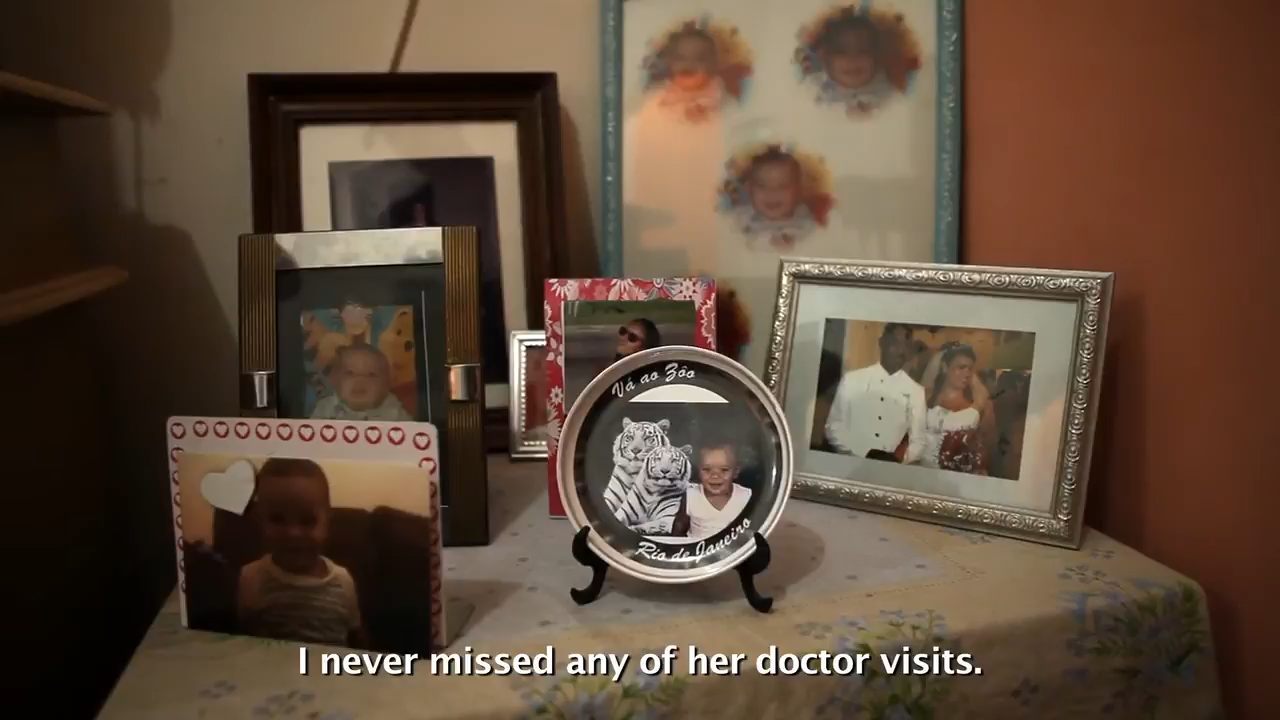 Vá ao Zôo
Rio de Janeiro
I never missed any of her doctor visits.